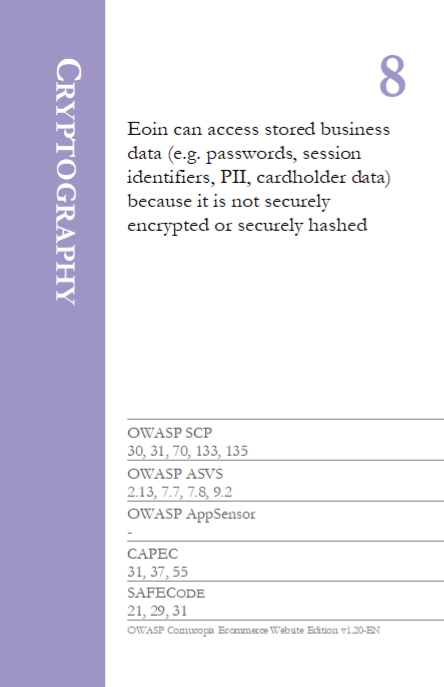 CRYPTOGRAPHY
8
Eoin can access stored business
data (e.g. passwords, session
identifiers, PII, cardholder data)
because it is not securely
encrypted or securely hashed
OWASP SCP
30, 31, 70, 133, 135
OWASP ASVS
2.13, 7.7, 7.8, 9.2
OWASP AppSensor
-
CAPEC
31, 37, 55
SAFECODE
21, 29, 31
OWASP Cornucopia Ecommerce Website Edition v1.20-EN